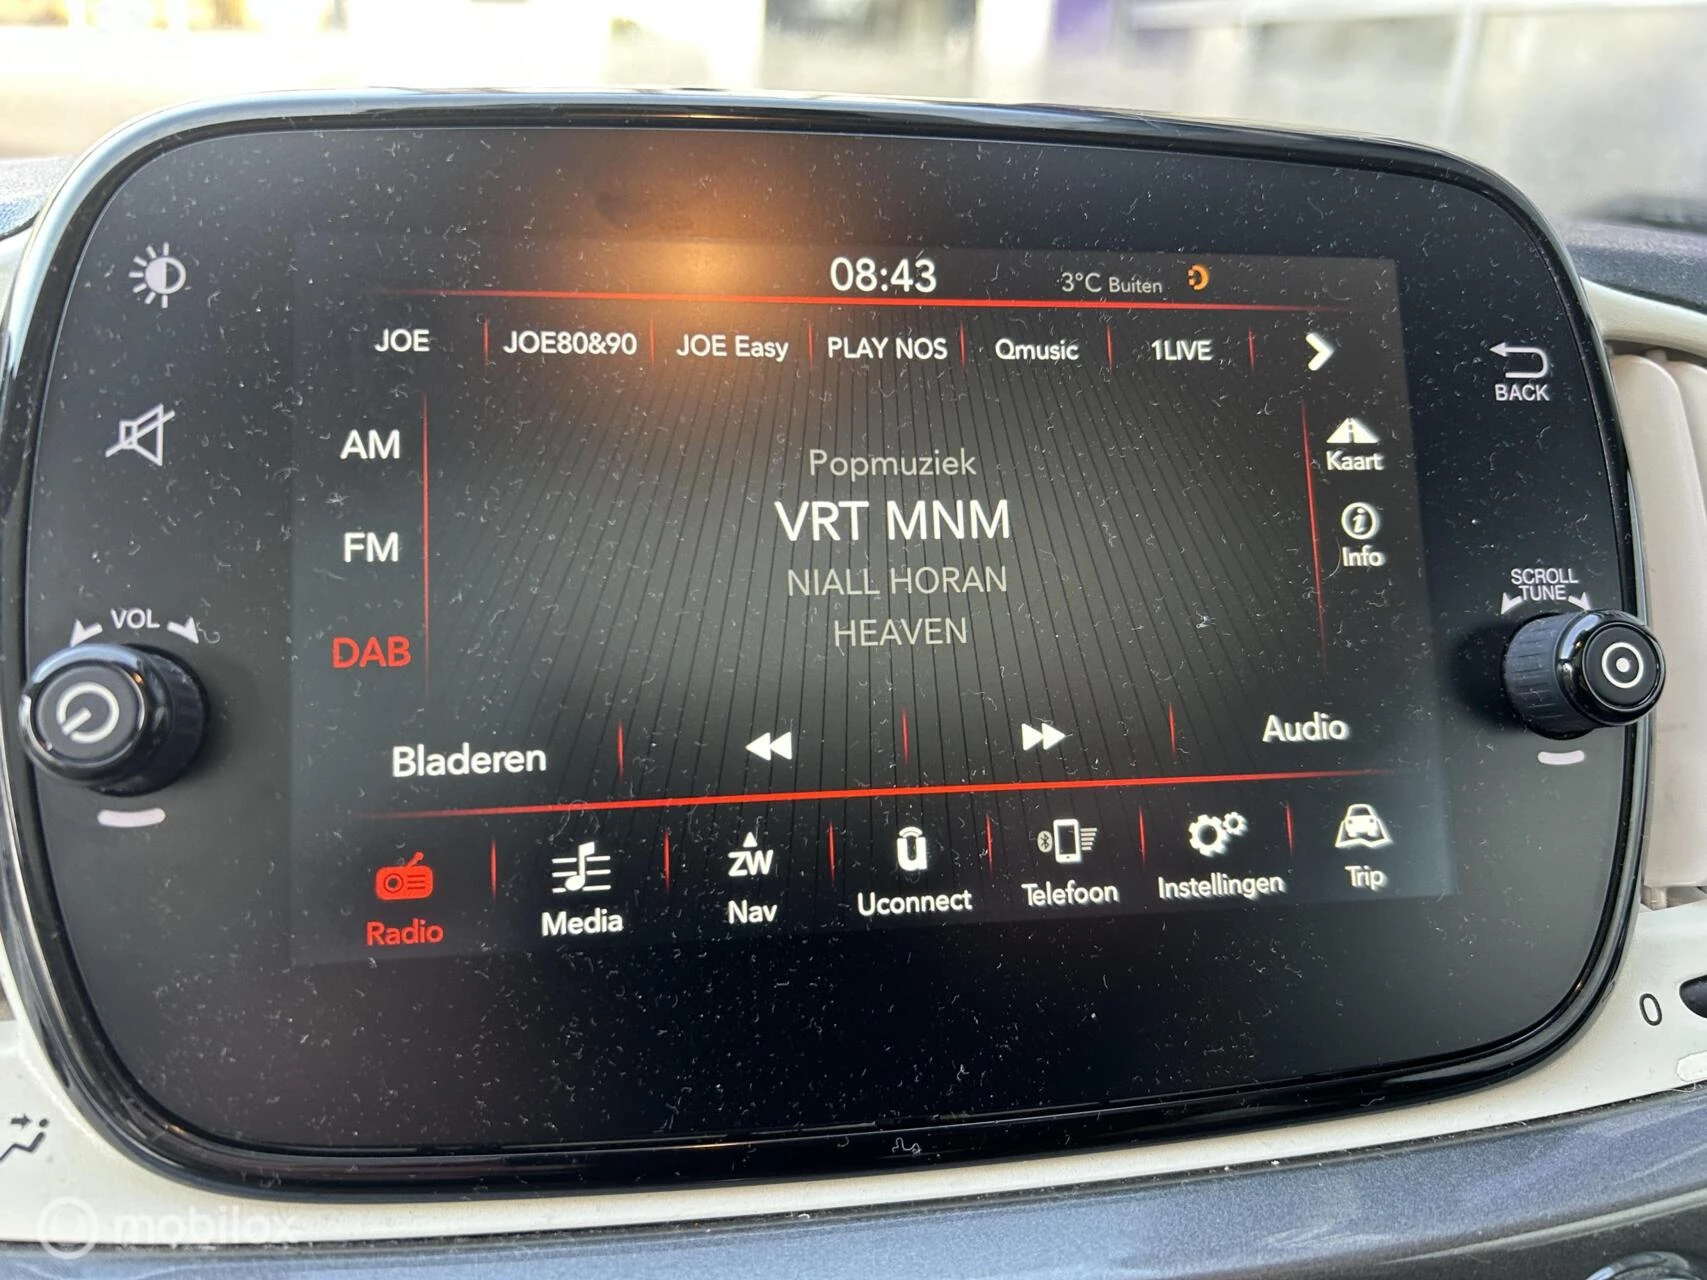 08:43
3°C Buiten
JOE
JOE80&90
JOE Easy
PLAY NOS
Qmusic
1LIVE
BACK
AM
FM
DAB
Popmuziek
VRT MNM
NIALL HORAN
HEAVEN
Kaart
Info
VOL
SCROLL
TUNE
Bladeren
Audio
Radio
Media
ZW
Nav
Uconnect
Telefoon
Instellingen
Trip
0
mobilox